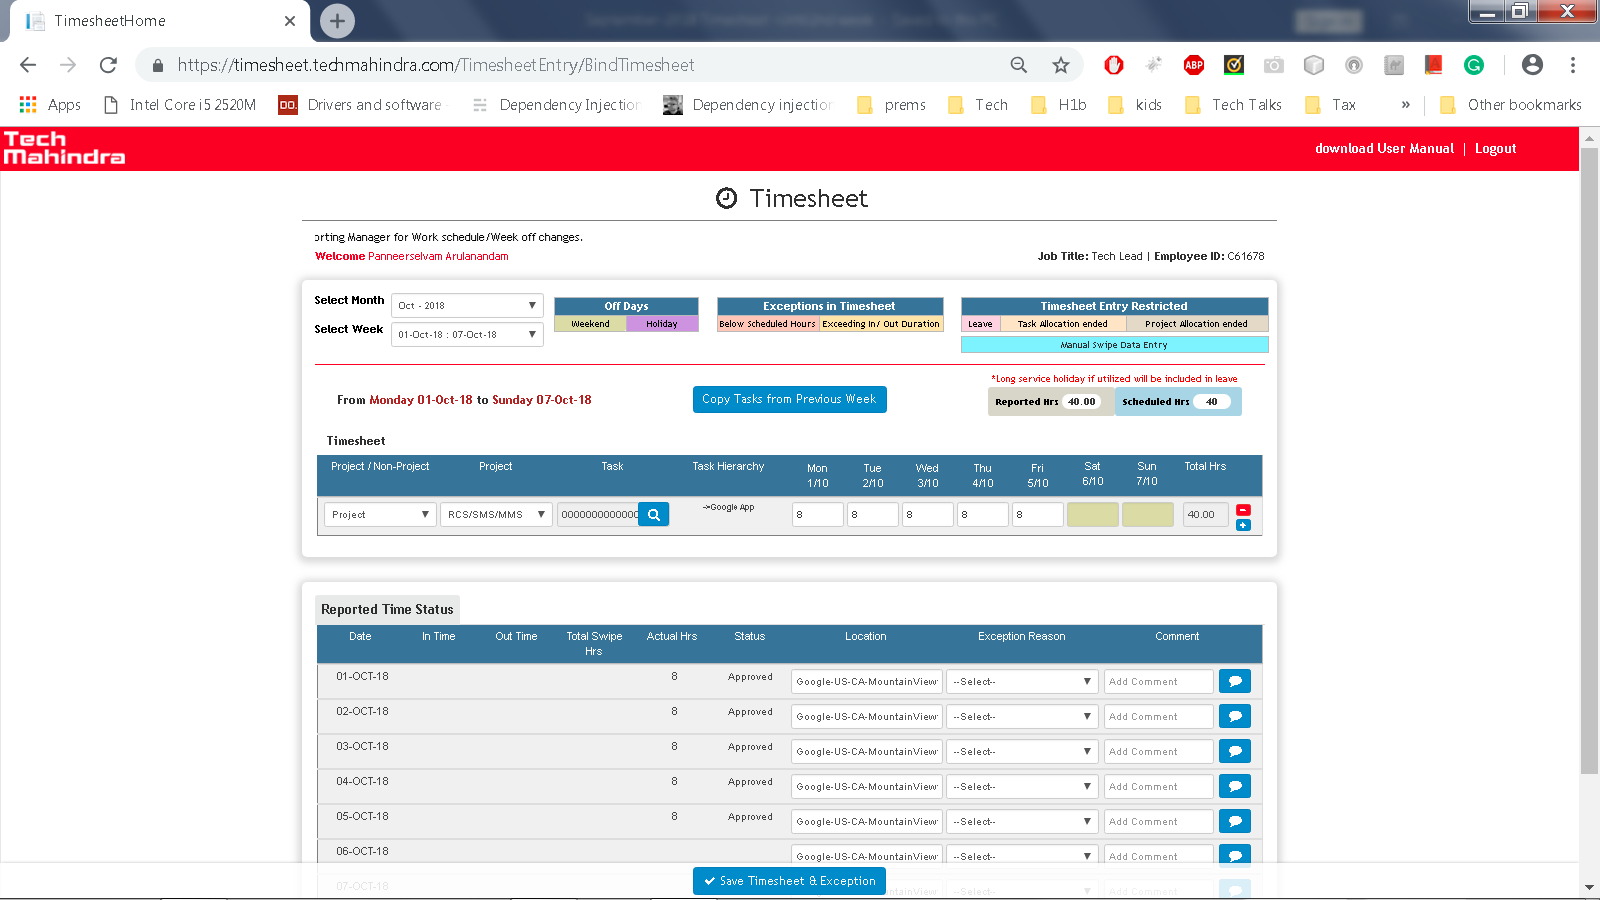 TimesheetHome
https://timesheet.techmahindra.com/TimesheetEntry/BindTimesheet
Apps Intel Core i5 2520M DO. Drivers and software Dependency Injection Dependency injection prems Tech H1b kids Tech Talks Tax » Other bookmarks
Tech
Mahindra
download User Manual | Logout
Timesheet
orting Manager for Work schedule/Week off changes.
Welcome Panneerselvam Arulanandam
Job Title: Tech Lead | Employee ID: C61678
Select Month Oct - 2018
Select Week 01-Oct-18 : 07-Oct-18
Off Days
Weekend Holiday
Exceptions in Timesheet
Below Scheduled Hours Exceeding In/ Out Duration
Timesheet Entry Restricted
Leave Task Allocation ended Project Allocation ended
Manual Swipe Data Entry
*Long service holiday if utilized will be included in leave
From Monday 01-Oct-18 to Sunday 07-Oct-18
Copy Tasks from Previous Week
Reported Hrs 40.00 Scheduled Hrs 40
Timesheet
Project / Non-Project Project Task Task Hierarchy Mon 1/10 Tue 2/10 Wed 3/10 Thu 4/10 Fri 5/10 Sat 6/10 Sun 7/10 Total Hrs
Project RCS/SMS/MMS 0000000000000 ->Google App 8 8 8 8 8 40.00
Reported Time Status
Date In Time Out Time Total Swipe Hrs Actual Hrs Status Location Exception Reason Comment
01-OCT-18 8 Approved Google-US-CA-MountainView --Select-- Add Comment
02-OCT-18 8 Approved Google-US-CA-MountainView --Select-- Add Comment
03-OCT-18 8 Approved Google-US-CA-MountainView --Select-- Add Comment
04-OCT-18 8 Approved Google-US-CA-MountainView --Select-- Add Comment
05-OCT-18 8 Approved Google-US-CA-MountainView --Select-- Add Comment
06-OCT-18 Google-US-CA-MountainView --Select-- Add Comment
07-OCT-18 Google-US-CA-MountainView --Select-- Add Comment
Save Timesheet & Exception